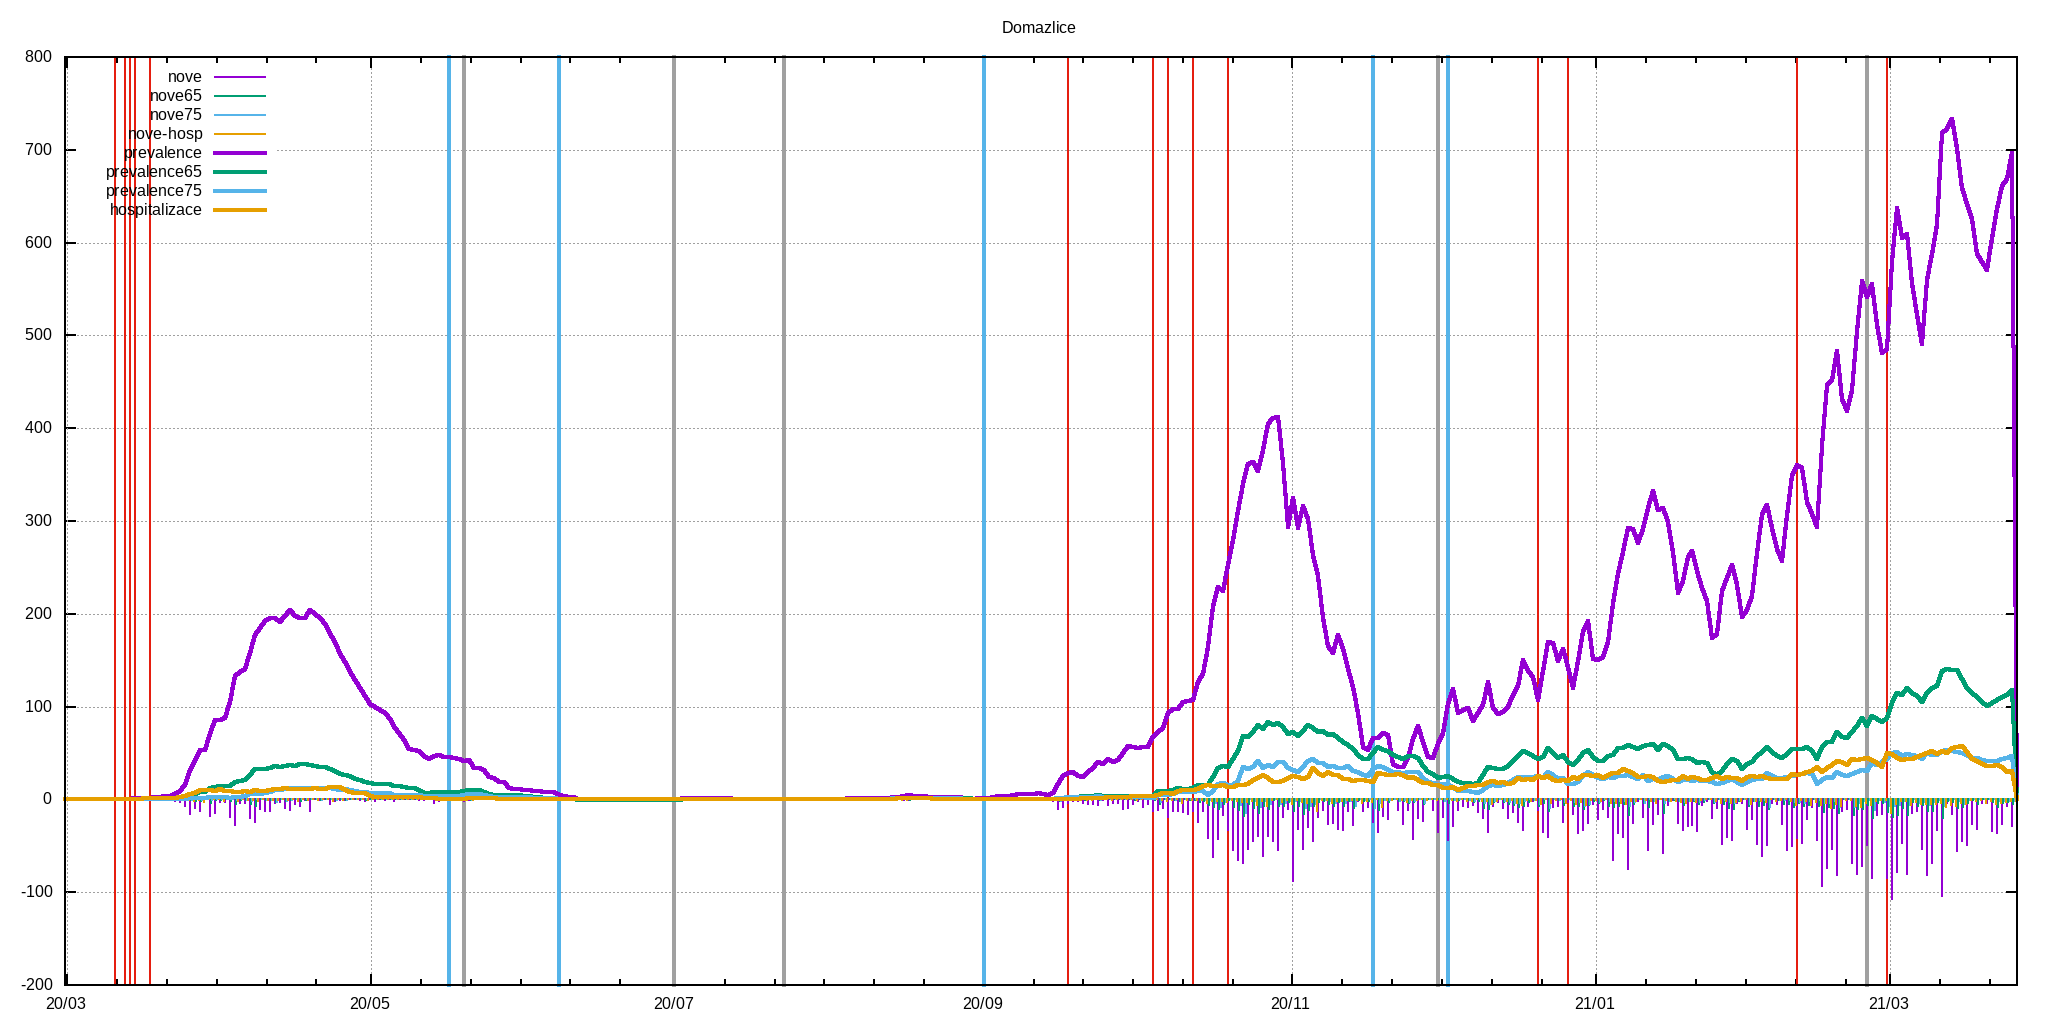 Domazlice
800
700
600
500
400
300
200
100
0
-100
-200
nove
nove65
nove75
nove-hosp
prevalence
prevalence65
prevalence75
hospitalizace
20/03 20/05 20/07 20/09 20/11 21/01 21/03